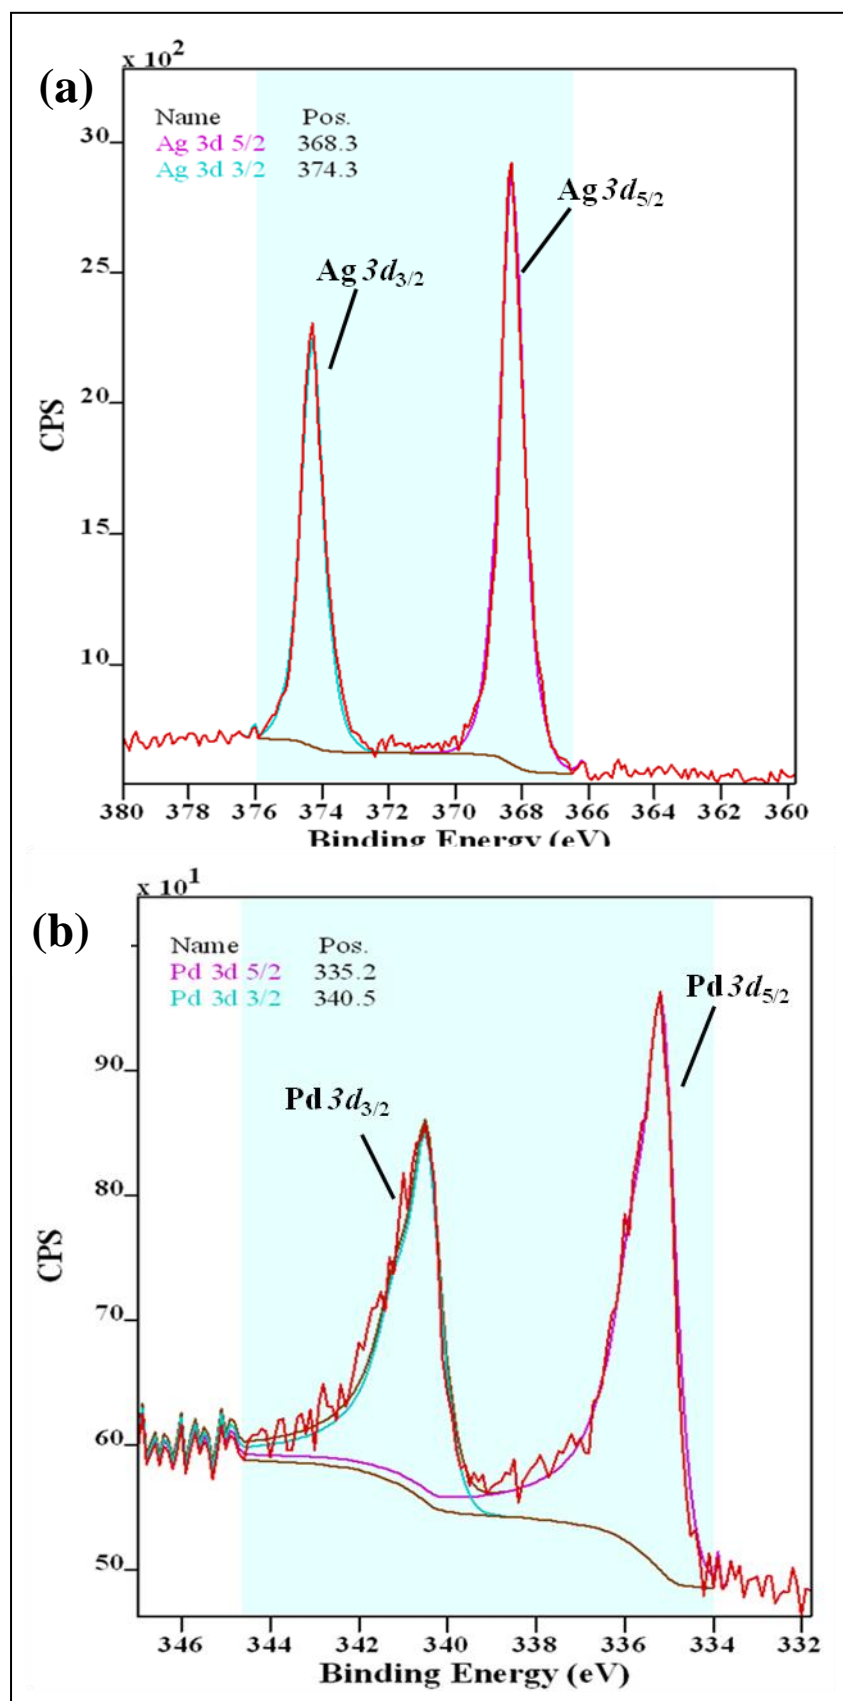 x 10²
(a)
Name Pos.
Ag 3d 5/2 368.3
Ag 3d 3/2 374.3
Ag 3d5/2
Ag 3d3/2
30
25
20
15
10
CPS
380 378 376 374 372 370 368 366 364 362 360
Binding Energy (eV)
x 10¹
(b)
Name Pos.
Pd 3d 5/2 335.2
Pd 3d 3/2 340.5
Pd 3d5/2
Pd 3d3/2
90
80
70
60
50
CPS
346 344 342 340 338 336 334 332
Binding Energy (eV)